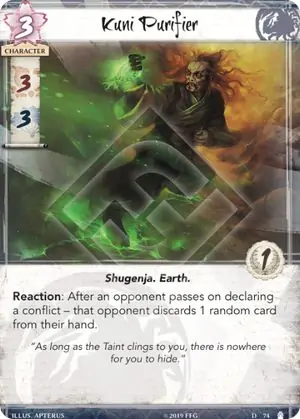 3
Kuni Purifier
CHARACTER
3
3
Shugenja. Earth.
1
Reaction: After an opponent passes on declaring
a conflict – that opponent discards 1 random card
from their hand.
“As long as the Taint clings to you, there is nowhere
for you to hide.”
ILLUS. APTERUS
©2019 FFG
D 74